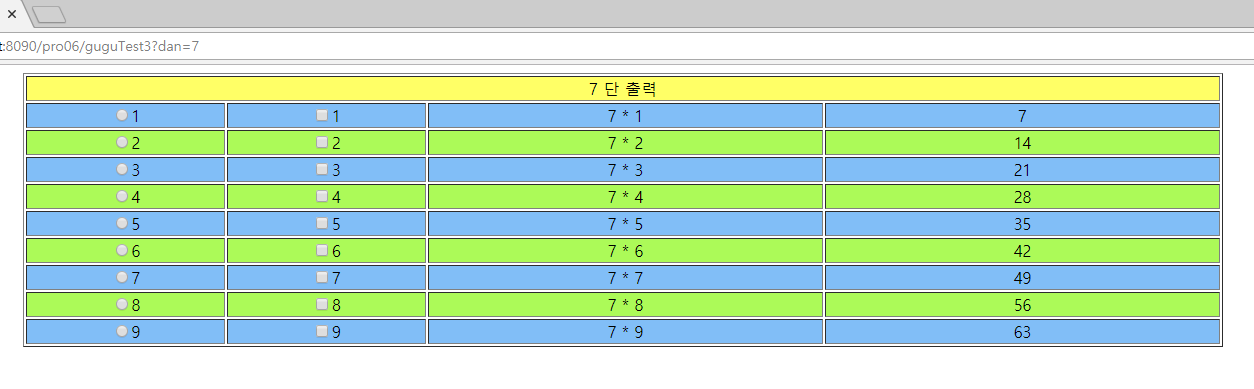 t:8090/pro06/guguTest3?dan=7
7 단 출력
1 1 7 * 1 7
2 2 7 * 2 14
3 3 7 * 3 21
4 4 7 * 4 28
5 5 7 * 5 35
6 6 7 * 6 42
7 7 7 * 7 49
8 8 7 * 8 56
9 9 7 * 9 63